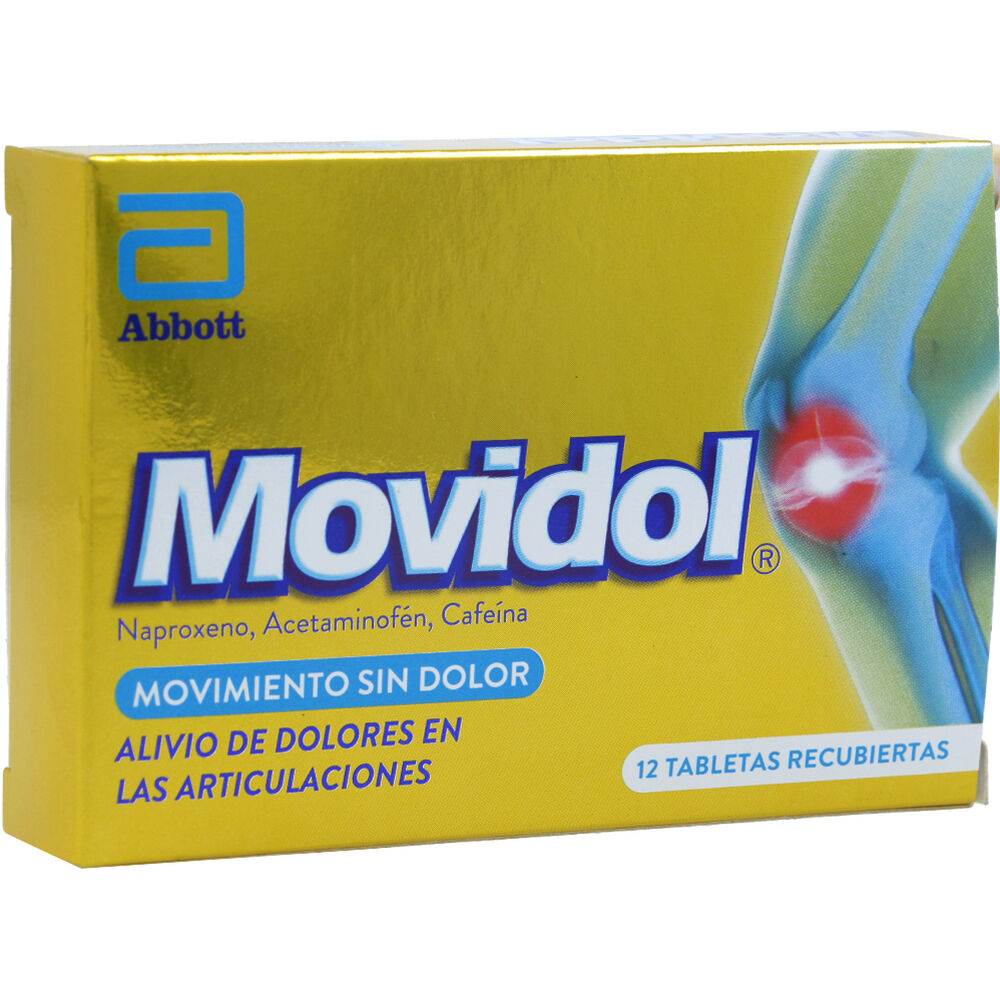 Abbott
Movidol®
Naproxeno, Acetaminofén, Cafeína
MOVIMIENTO SIN DOLOR
ALIVIO DE DOLORES EN
LAS ARTICULACIONES
12 TABLETAS RECUBIERTAS